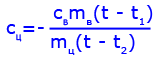 cц=-cвmв(t - t1)/mц(t - t2)